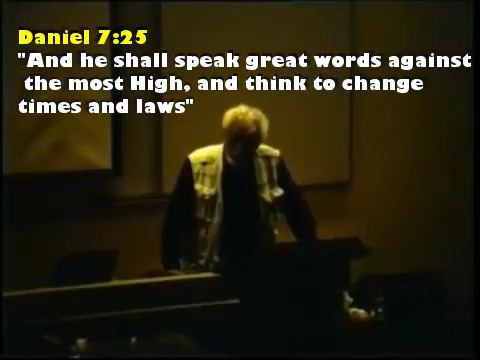 Daniel 7:25
"And he shall speak great words against
the most High, and think to change
times and laws"